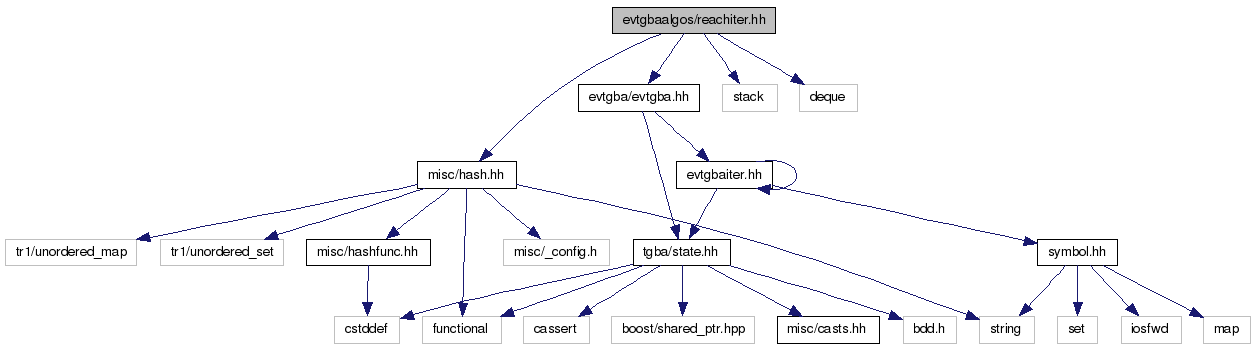 evtgbaalgos/reachiter.hh
evtgba/evtgba.hh
stack
deque
misc/hash.hh
evtgbaiter.hh
tr1/unordered_map
tr1/unordered_set
misc/hashfunc.hh
misc/_config.h
tgba/state.hh
symbol.hh
cstddef
functional
cassert
boost/shared_ptr.hpp
misc/casts.hh
bdd.h
string
set
iosfwd
map